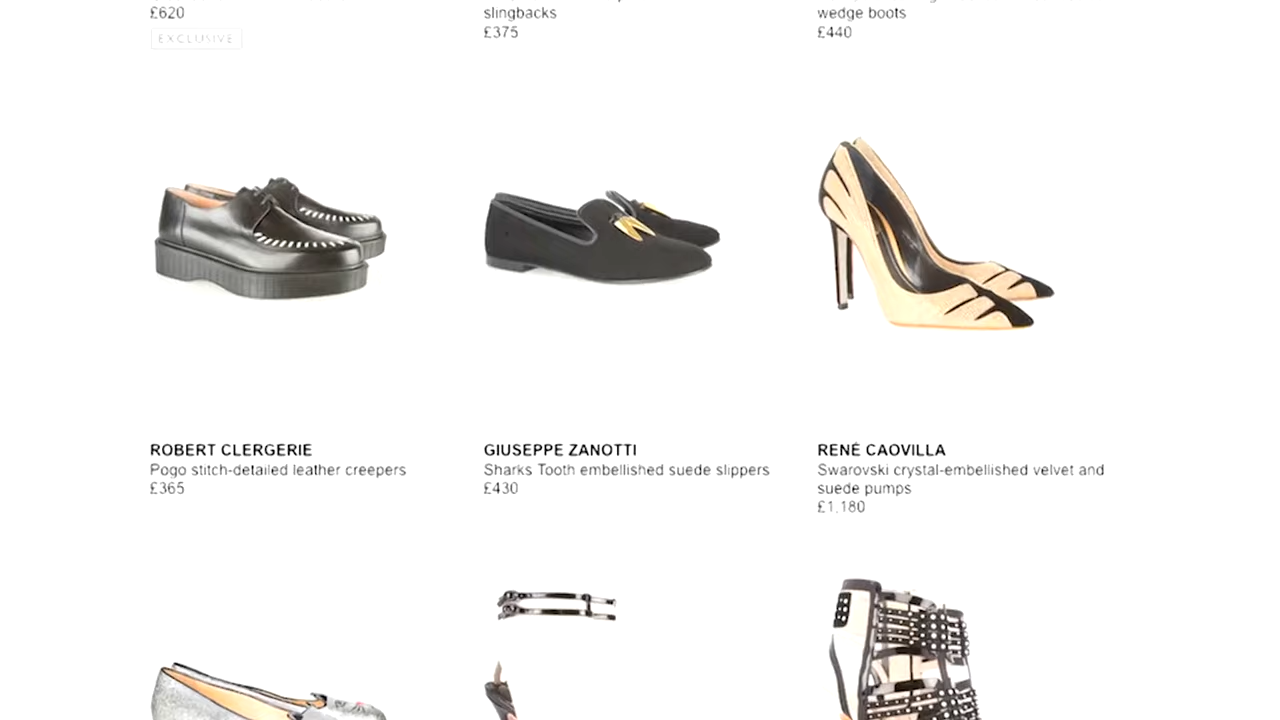 £620
EXCLUSIVE
slingbacks
£375
wedge boots
£440
ROBERT CLERGERIE
Pogo stitch-detailed leather creepers
£365
GIUSEPPE ZANOTTI
Sharks Tooth embellished suede slippers
£430
RENÉ CAOVILLA
Swarovski crystal-embellished velvet and
suede pumps
£1,180